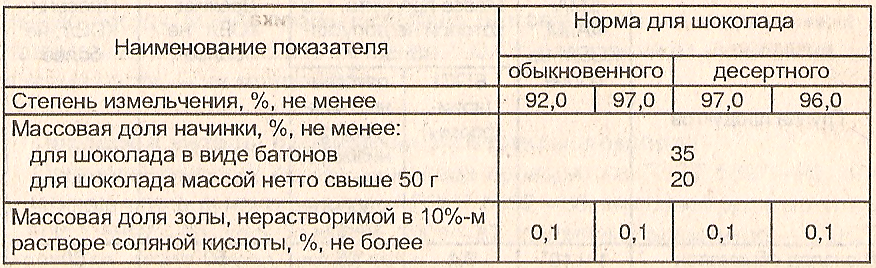 Наименование показателя
Норма для шоколада
обыкновенного десертного
Степень измельчения, %, не менее 92,0 97,0 97,0 96,0
Массовая доля начинки, %, не менее:
для шоколада в виде батонов 35
для шоколада массой нетто свыше 50 г 20
Массовая доля золы, нерастворимой в 10%-м
растворе соляной кислоты, %, не более 0,1 0,1 0,1 0,1